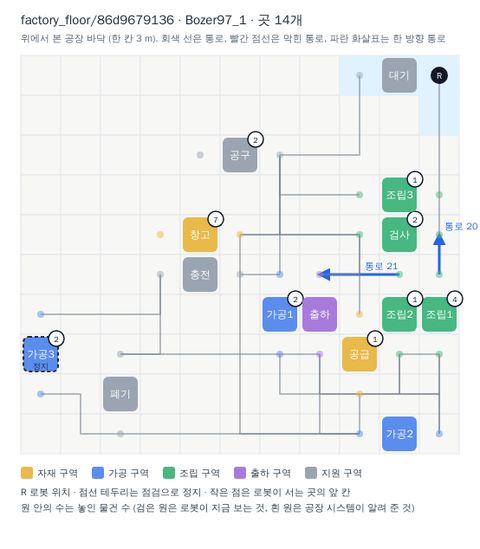 factory_floor/86d9679136 · Bozer97_1 · 곳 14개
위에서 본 공장 바닥 (한 칸 3 m). 회색 선은 통로, 빨간 점선은 막힌 통로, 파란 화살표는 한 방향 통로
대기 R
공구 2
조립3 1
창고 7
검사 2
통로 20
충전
통로 21
가공1 2
출하
조립2 1
조립1 4
가공3 2
정지
공급 1
폐기
가공2
자재 구역 가공 구역 조립 구역 출하 구역 지원 구역
R 로봇 위치 · 점선 테두리는 점검으로 정지 · 작은 점은 로봇이 서는 곳의 앞 칸
원 안의 수는 놓인 물건 수 (검은 원은 로봇이 지금 보는 것, 흰 원은 공장 시스템이 알려 준 것)